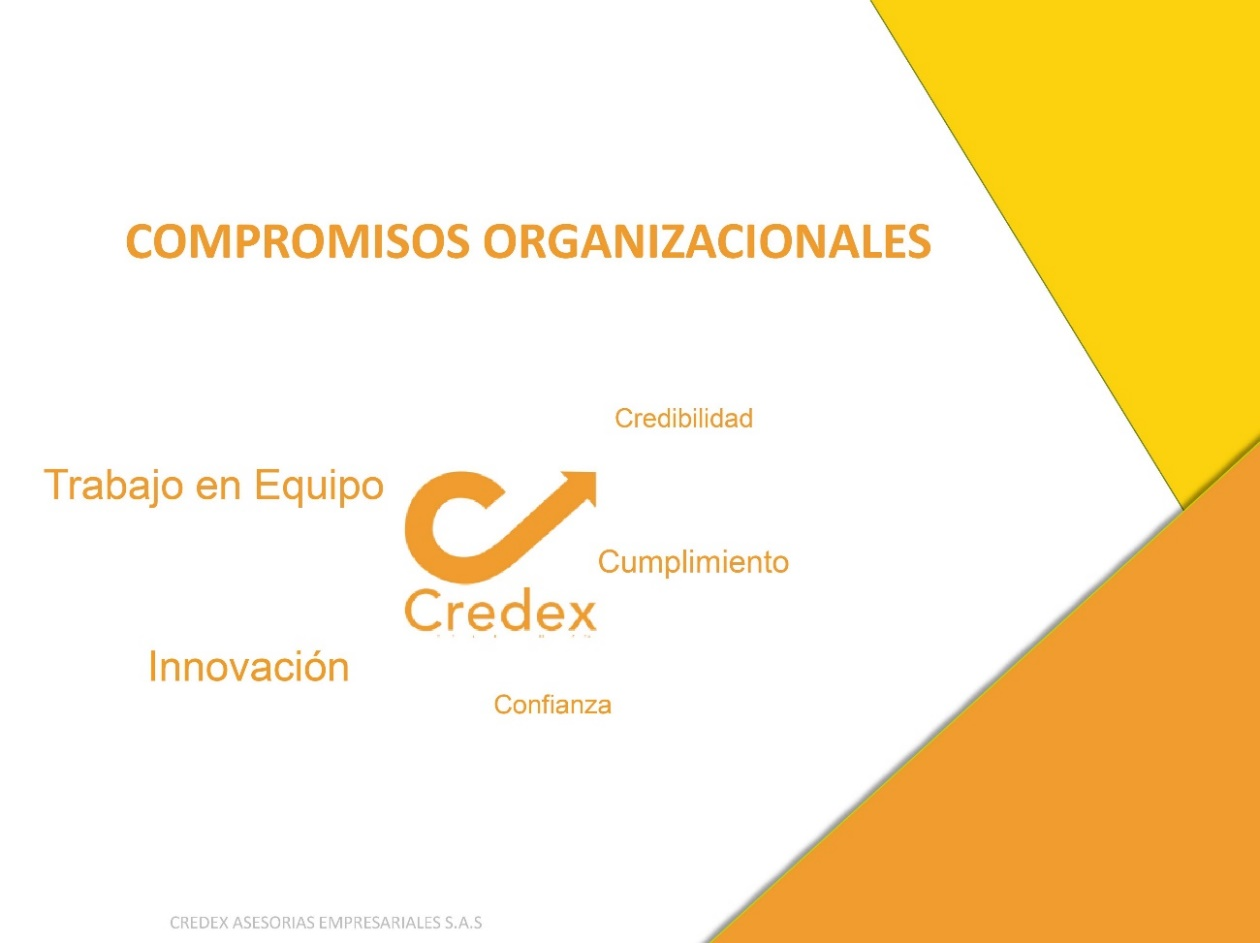 COMPROMISOS ORGANIZACIONALES
Credibilidad
Trabajo en Equipo
Cumplimiento
Credex
Innovación
Confianza
CREDEX ASESORIAS EMPRESARIALES S.A.S